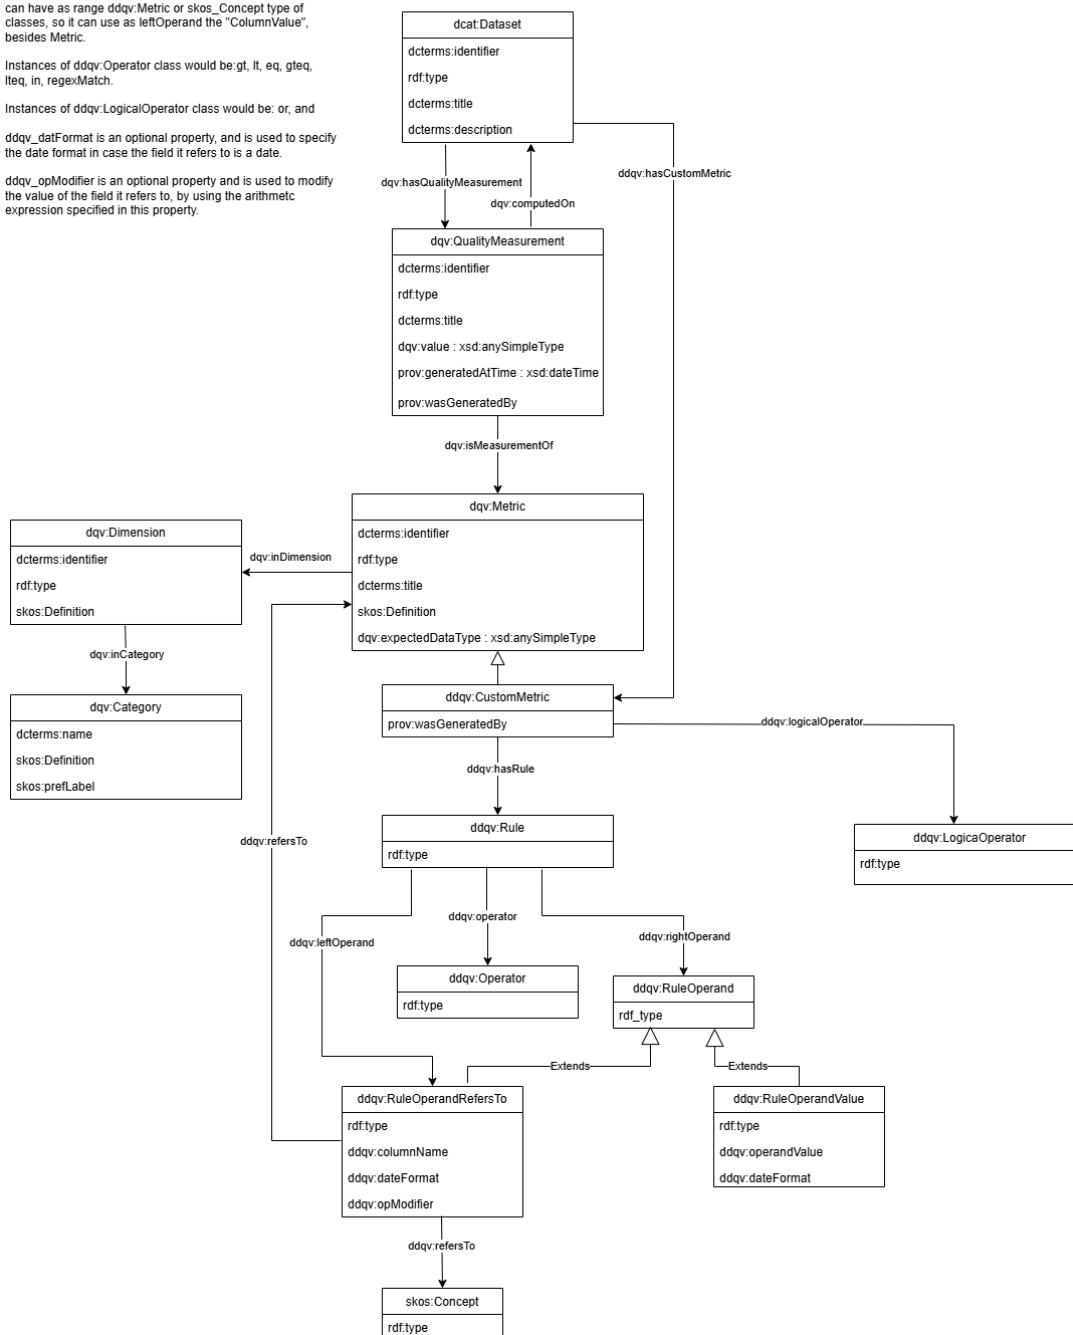 can have as range ddqv:Metric or skos_Concept type of
classes, so it can use as leftOperand the "ColumnValue",
besides Metric.
Instances of ddqv:Operator class would be:gt, lt, eq, gteq,
lteq, in, regexMatch.
Instances of ddqv:LogicalOperator class would be: or, and
ddqv_datFormat is an optional property, and is used to specify
the date format in case the field it refers to is a date.
ddqv_opModifier is an optional property and is used to modify
the value of the field it refers to, by using the arithmetc
expression specified in this property.
dcat:Dataset
dcterms:identifier
rdf:type
dcterms:title
dcterms:description
dqv:hasQualityMeasurement
dqv:computedOn
ddqv:hasCustomMetric
dqv:QualityMeasurement
dcterms:identifier
rdf:type
dcterms:title
dqv:value : xsd:anySimpleType
prov:generatedAtTime : xsd:dateTime
prov:wasGeneratedBy
dqv:isMeasurementOf
dqv:Metric
dcterms:identifier
rdf:type
dcterms:title
skos:Definition
dqv:expectedDataType : xsd:anySimpleType
dqv:inDimension
dqv:Dimension
dcterms:identifier
rdf:type
skos:Definition
dqv:inCategory
dqv:Category
dcterms:name
skos:Definition
skos:prefLabel
ddqv:CustomMetric
prov:wasGeneratedBy
ddqv:logicalOperator
ddqv:hasRule
ddqv:Rule
rdf:type
ddqv:LogicaOperator
rdf:type
ddqv:refersTo
ddqv:leftOperand
ddqv:operator
ddqv:rightOperand
ddqv:Operator
rdf:type
ddqv:RuleOperand
rdf_type
Extends
Extends
ddqv:RuleOperandRefersTo
rdf:type
ddqv:columnName
ddqv:dateFormat
ddqv:opModifier
ddqv:RuleOperandValue
rdf:type
ddqv:operandValue
ddqv:dateFormat
ddqv:refersTo
skos:Concept
rdf:type